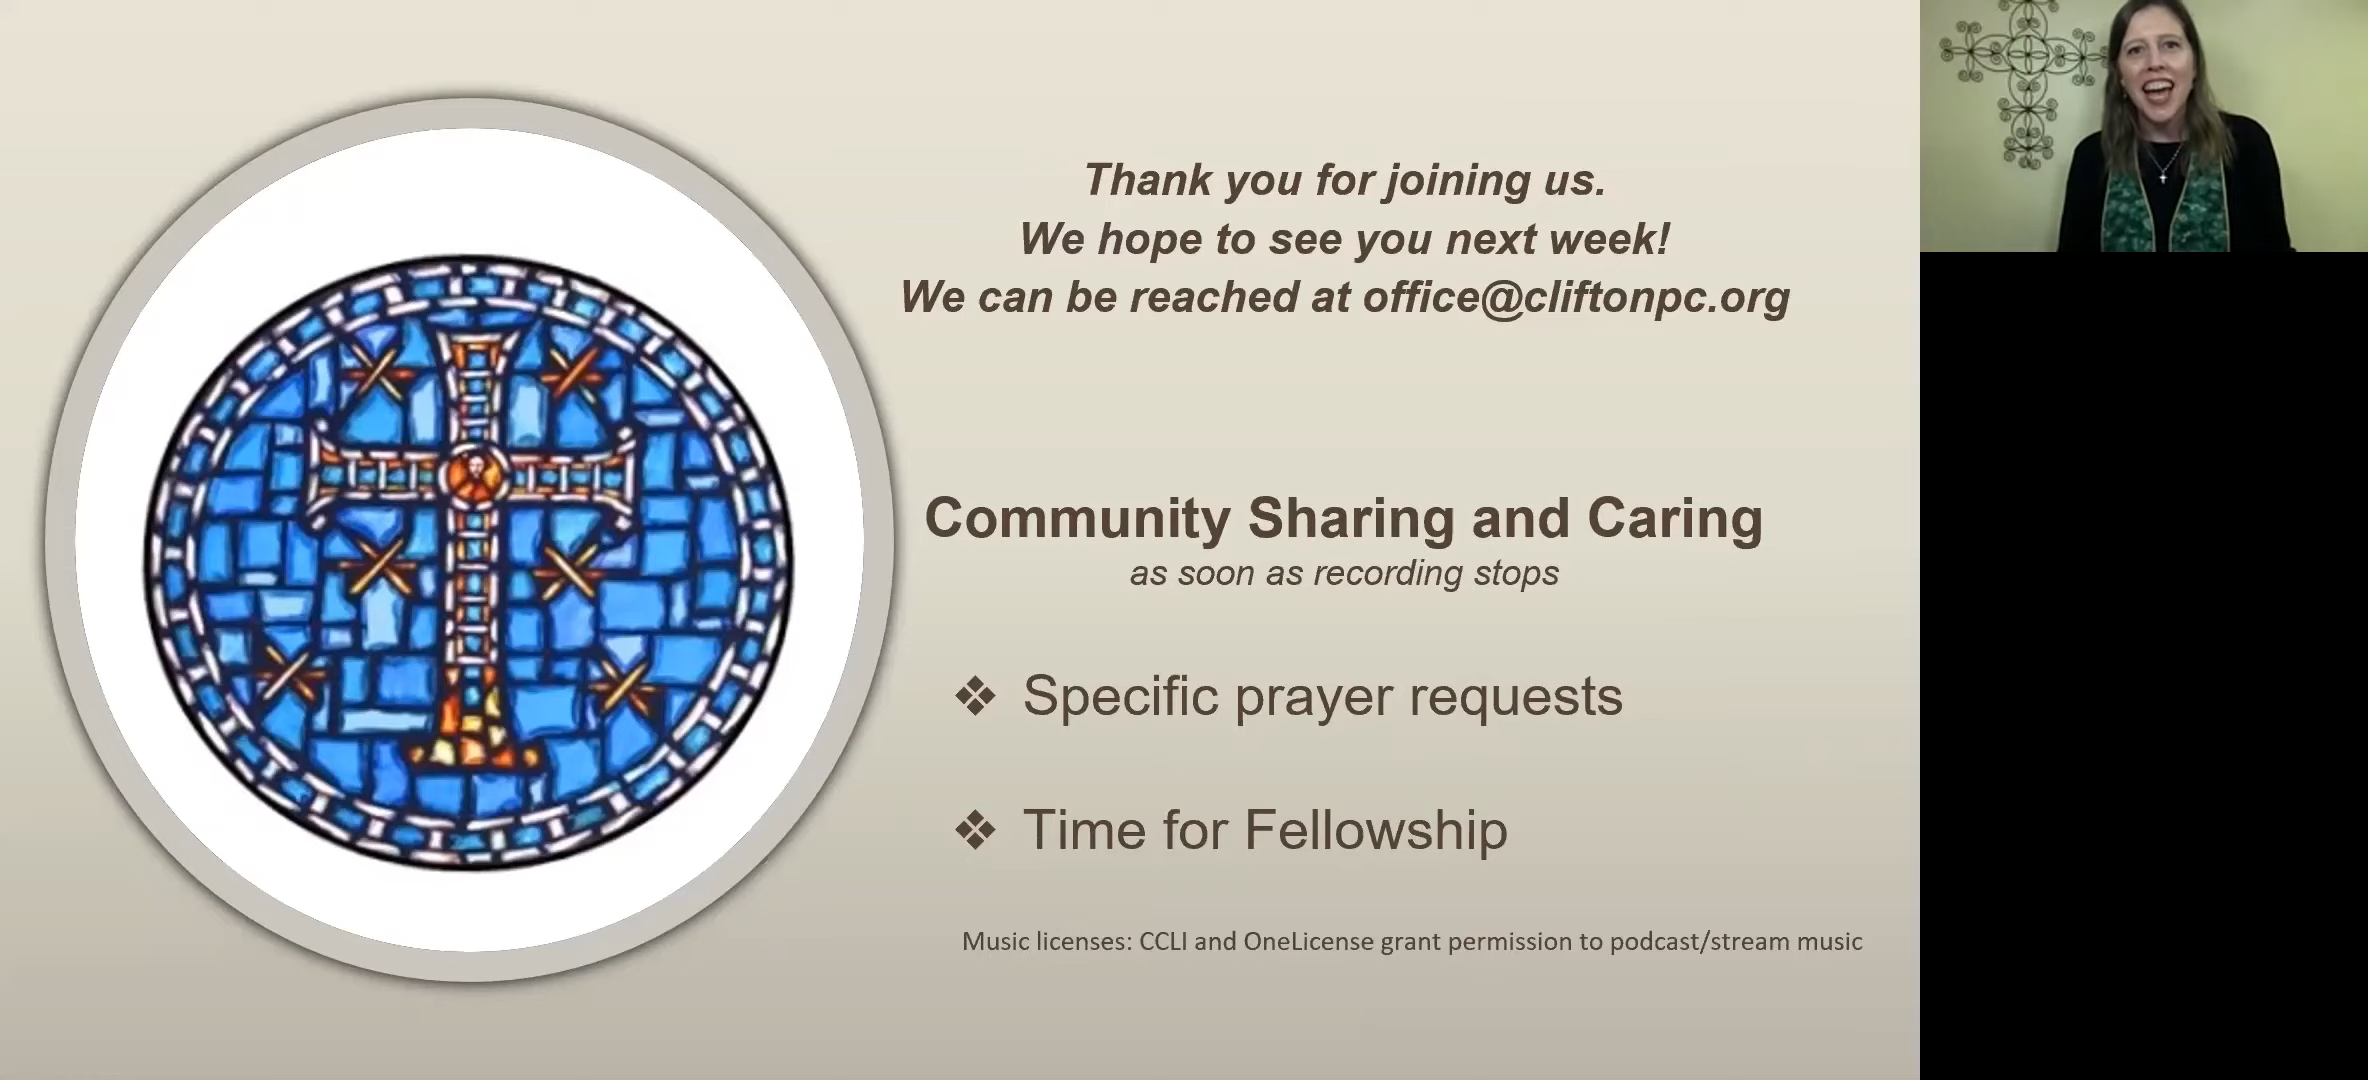 Thank you for joining us.
We hope to see you next week!
We can be reached at office@cliftonpc.org
Community Sharing and Caring
as soon as recording stops
❖ Specific prayer requests
❖ Time for Fellowship
Music licenses: CCLI and OneLicense grant permission to podcast/stream music